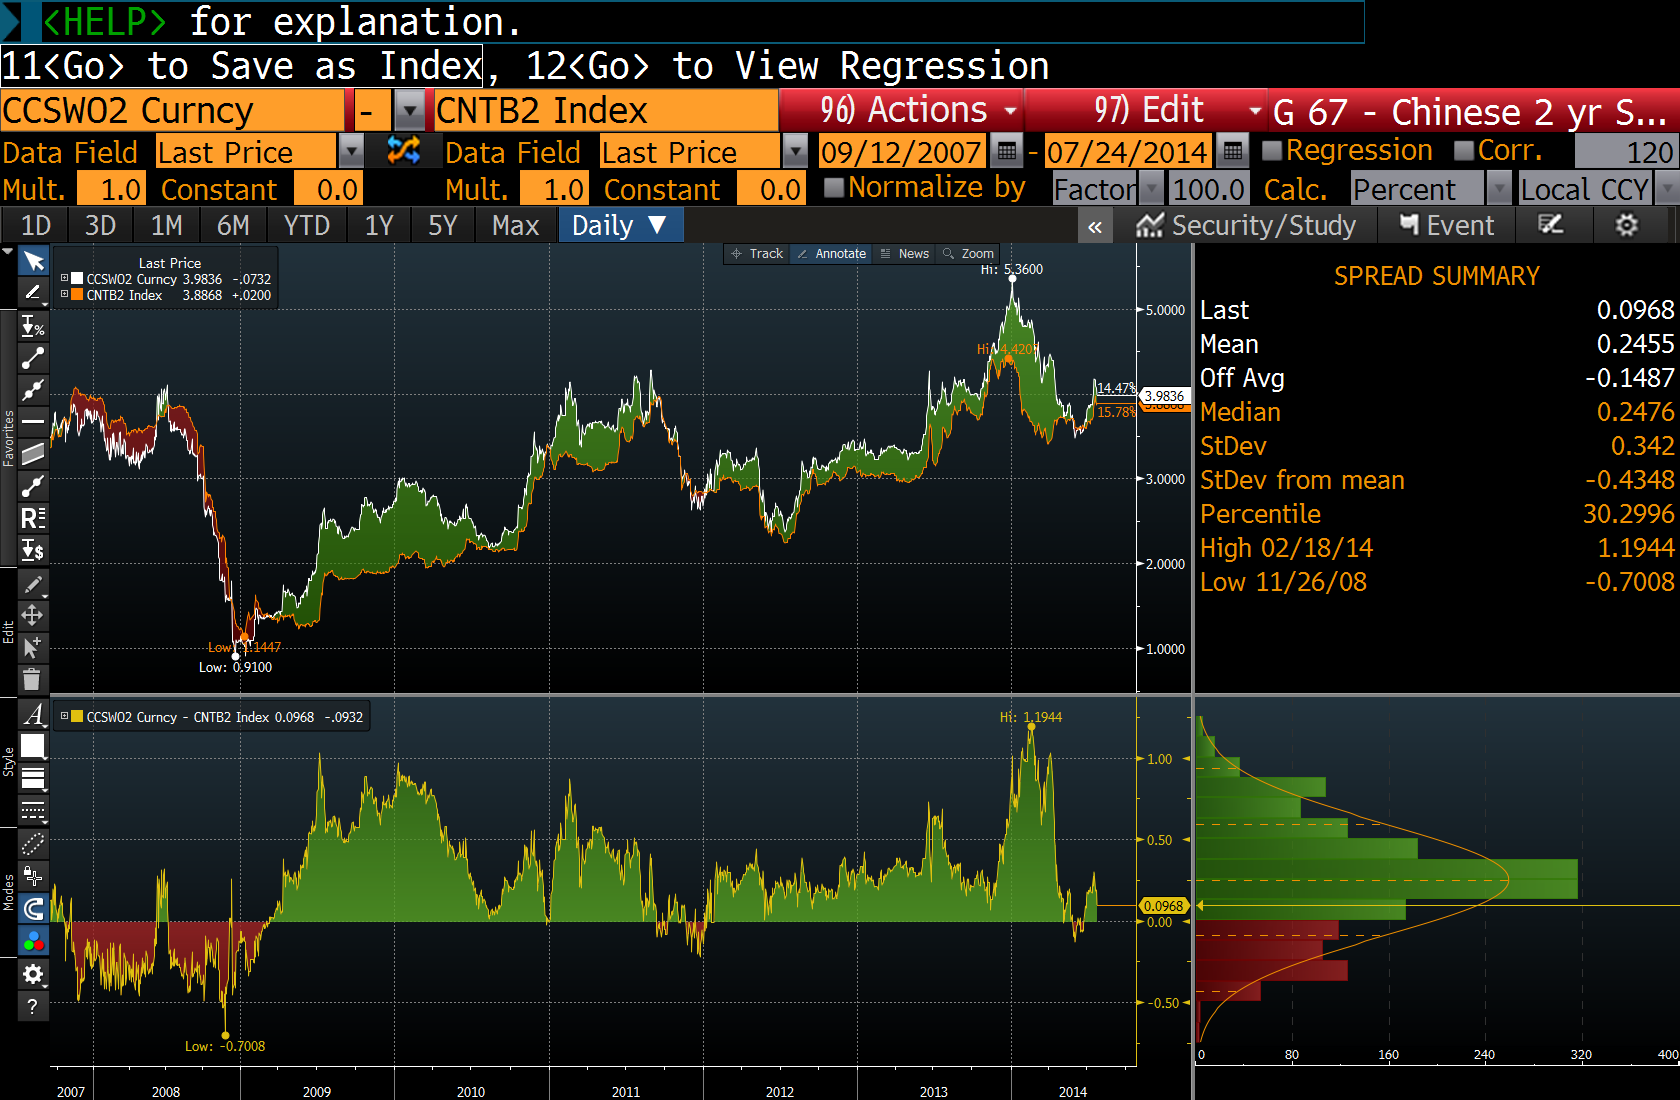 <HELP> for explanation.
11<Go> to Save as Index, 12<Go> to View Regression
CCSWO2 Curncy - CNTB2 Index 96) Actions 97) Edit G 67 - Chinese 2 yr S...
Data Field Last Price Data Field Last Price 09/12/2007 - 07/24/2014 Regression Corr. 120
Mult. 1.0 Constant 0.0 Mult. 1.0 Constant 0.0 Normalize by Factor 100.0 Calc. Percent Local CCY
1D 3D 1M 6M YTD 1Y 5Y Max Daily ▼ « Security/Study Event
Track Annotate News Zoom
Last Price
CCSWO2 Curncy 3.9836 -.0732
CNTB2 Index 3.8868 +.0200
Hi: 5.3600
Hi: 4.420
Low: 1.1447
Low: 0.9100
14.47%
15.78%
5.0000
3.9836
3.0000
2.0000
1.0000
Favorites
Edit
Style
Modes
%
R
$
A
?
SPREAD SUMMARY
Last 0.0968
Mean 0.2455
Off Avg -0.1487
Median 0.2476
StDev 0.342
StDev from mean -0.4348
Percentile 30.2996
High 02/18/14 1.1944
Low 11/26/08 -0.7008
CCSWO2 Curncy - CNTB2 Index 0.0968 -.0932
Hi: 1.1944
Low: -0.7008
1.00
0.50
0.0968
0.00
-0.50
0 80 160 240 320 400
2007 2008 2009 2010 2011 2012 2013 2014